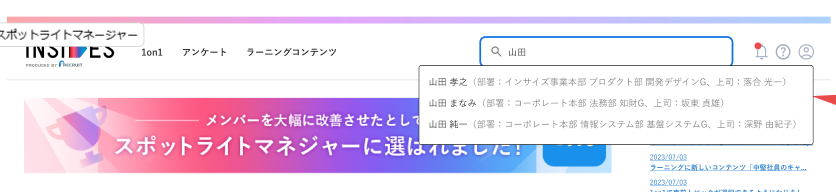 スポットライトマネージャー
INSIDES
PRODUCED BY RECRUIT
1on1 アンケート ラーニングコンテンツ
山田
山田 孝之（部署：インサイズ事業本部 プロダクト部 開発デザインG、上司：落合 光一）
山田 まなみ（部署：コーポレート本部 法務部 知財G、上司：坂東 貞雄）
山田 純一（部署：コーポレート本部 情報システム部 基盤システムG、上司：深野 由紀子）
メンバーを大幅に改善させたとして
スポットライトマネジャーに選ばれました！
2023/07/03
ラーニングに新しいコンテンツ「中堅社員のキャ...
2023/07/03